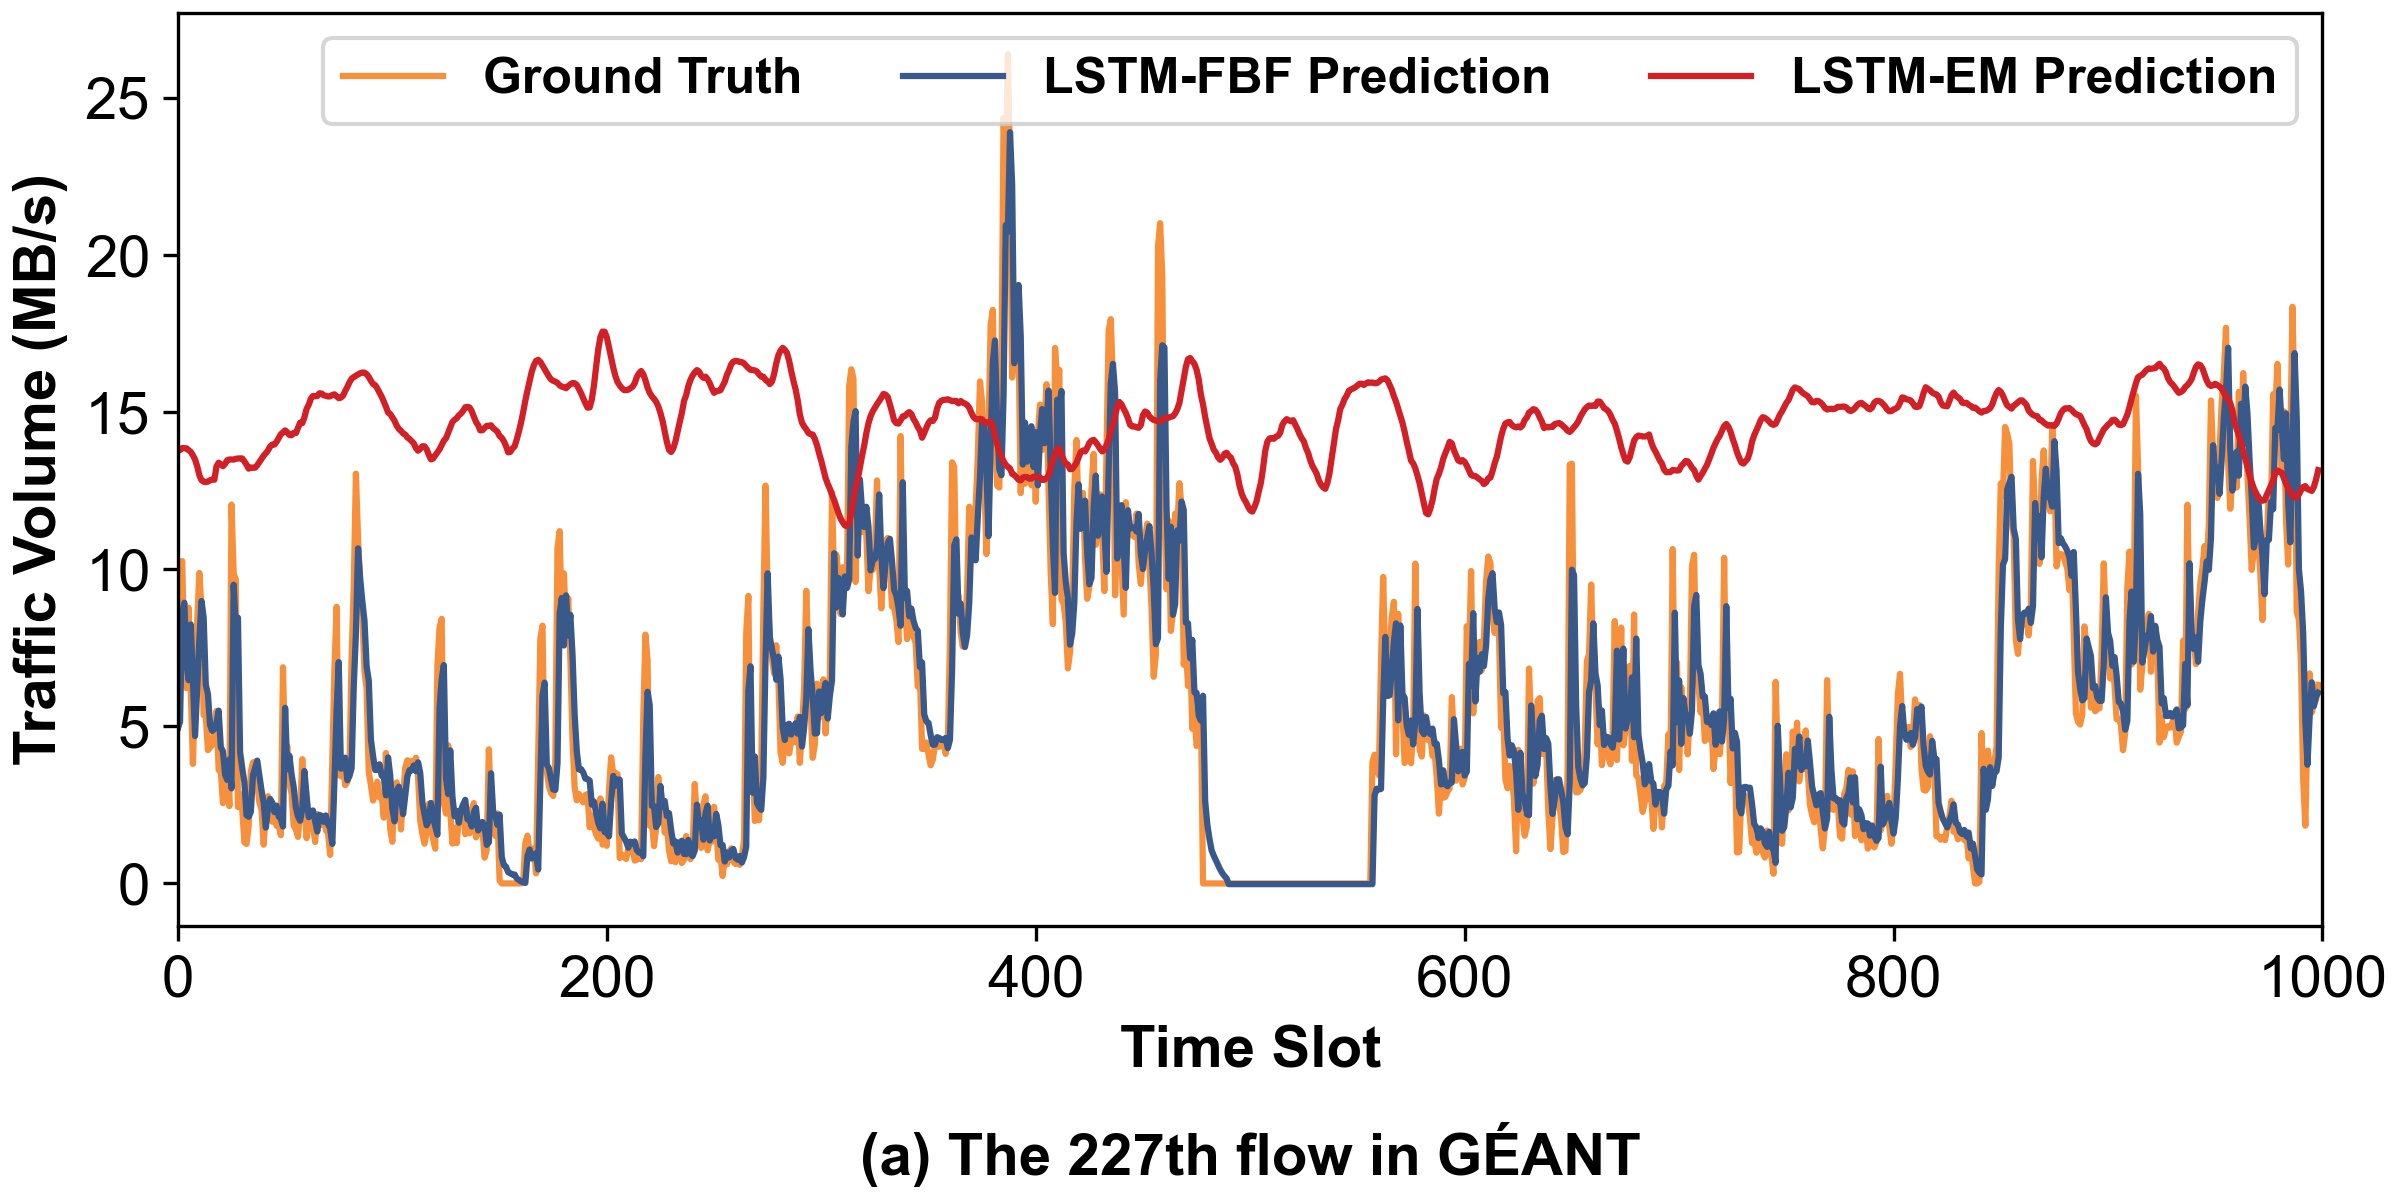 Ground Truth
LSTM-FBF Prediction
LSTM-EM Prediction
Traffic Volume (MB/s)
25
20
15
10
5
0
0
200
400
600
800
1000
Time Slot
(a) The 227th flow in GÉANT